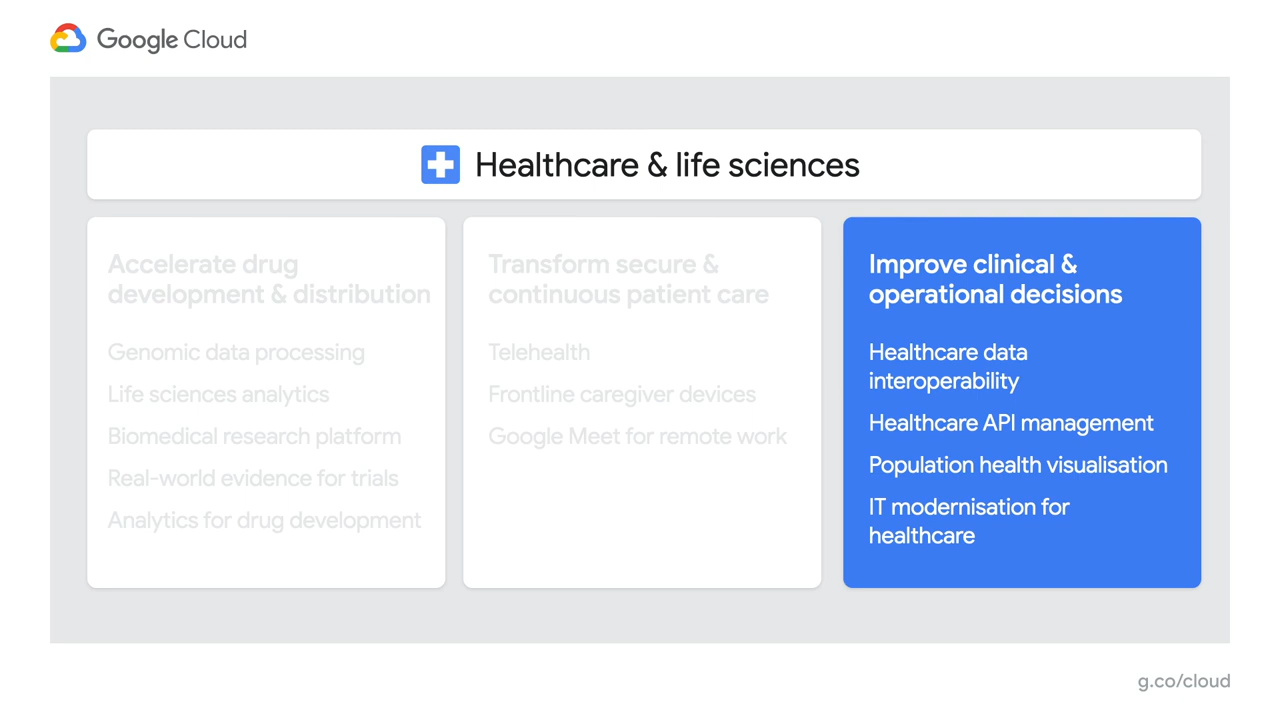 Google Cloud
Healthcare & life sciences
Accelerate drug
development & distribution
Genomic data processing
Life sciences analytics
Biomedical research platform
Real-world evidence for trials
Analytics for drug development
Transform secure &
continuous patient care
Telehealth
Frontline caregiver devices
Google Meet for remote work
Improve clinical &
operational decisions
Healthcare data
interoperability
Healthcare API management
Population health visualisation
IT modernisation for
healthcare
g.co/cloud